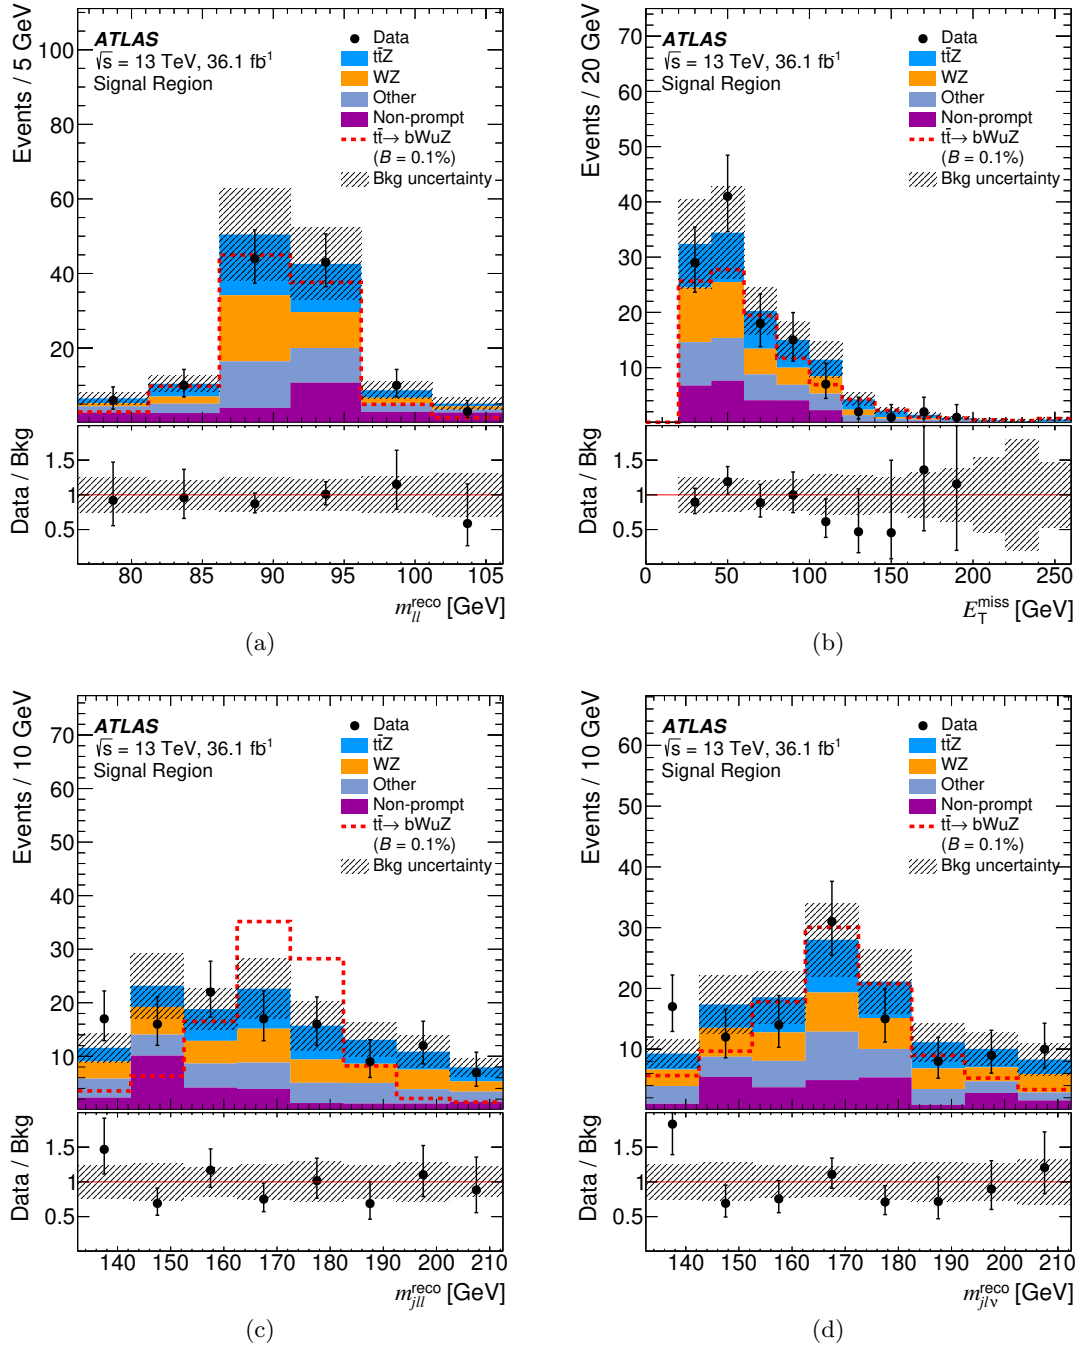 Events / 5 GeV
100
80
60
40
20
ATLAS
√s = 13 TeV, 36.1 fb-1
Signal Region
Data
tt̄Z
WZ
Other
Non-prompt
tt̄→ bWuZ
(B = 0.1%)
Bkg uncertainty
Data / Bkg
1.5
1
0.5
80 85 90 95 100 105
m_ll^reco [GeV]
(a)
Events / 20 GeV
70
60
50
40
30
20
10
ATLAS
√s = 13 TeV, 36.1 fb-1
Signal Region
Data
tt̄Z
WZ
Other
Non-prompt
tt̄→ bWuZ
(B = 0.1%)
Bkg uncertainty
Data / Bkg
1.5
1
0.5
0 50 100 150 200 250
E_T^miss [GeV]
(b)
Events / 10 GeV
70
60
50
40
30
20
10
ATLAS
√s = 13 TeV, 36.1 fb-1
Signal Region
Data
tt̄Z
WZ
Other
Non-prompt
tt̄→ bWuZ
(B = 0.1%)
Bkg uncertainty
Data / Bkg
1.5
1
0.5
140 150 160 170 180 190 200 210
m_jll^reco [GeV]
(c)
Events / 10 GeV
60
50
40
30
20
10
ATLAS
√s = 13 TeV, 36.1 fb-1
Signal Region
Data
tt̄Z
WZ
Other
Non-prompt
tt̄→ bWuZ
(B = 0.1%)
Bkg uncertainty
Data / Bkg
1.5
1
0.5
140 150 160 170 180 190 200 210
m_jlν^reco [GeV]
(d)